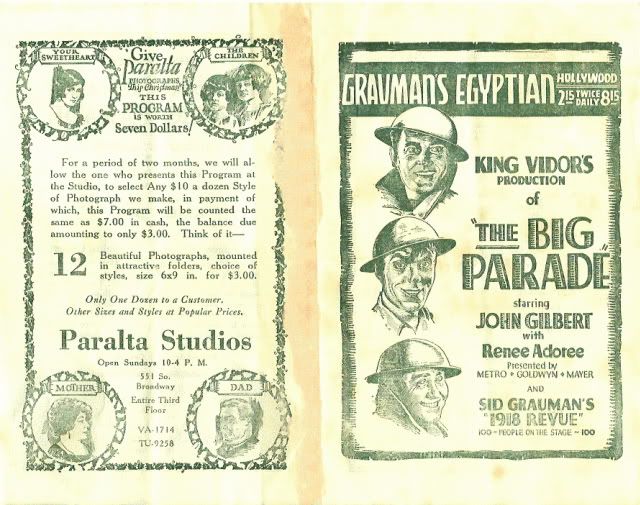 YOUR
SWEETHEART
Give
Paralta
PHOTOGRAPHS
This Christmas
THIS
PROGRAM
IS WORTH
Seven Dollars
THE
CHILDREN
For a period of two months, we will al-
low the one who presents this Program at
the Studio, to select Any $10 a dozen Style
of Photograph we make, in payment of
which, this Program will be counted the
same as $7.00 in cash, the balance due
amounting to only $3.00. Think of it—
12 Beautiful Photographs, mounted
in attractive folders, choice of
styles, size 6x9 in. for $3.00.
Only One Dozen to a Customer.
Other Sizes and Styles at Popular Prices.
Paralta Studios
Open Sundays 10-4 P. M.
MOTHER
551 So.
Broadway
Entire Third
Floor
VA-1714
TU-9258
DAD
GRAUMAN'S EGYPTIAN
HOLLYWOOD
2:15 TWICE DAILY 8:15
KING VIDOR'S
PRODUCTION
of
"THE BIG
PARADE"
starring
JOHN GILBERT
with
Renee Adoree
Presented by
METRO + GOLDWYN + MAYER
AND
SID GRAUMAN'S
"1918 REVUE"
100 - PEOPLE ON THE STAGE - 100